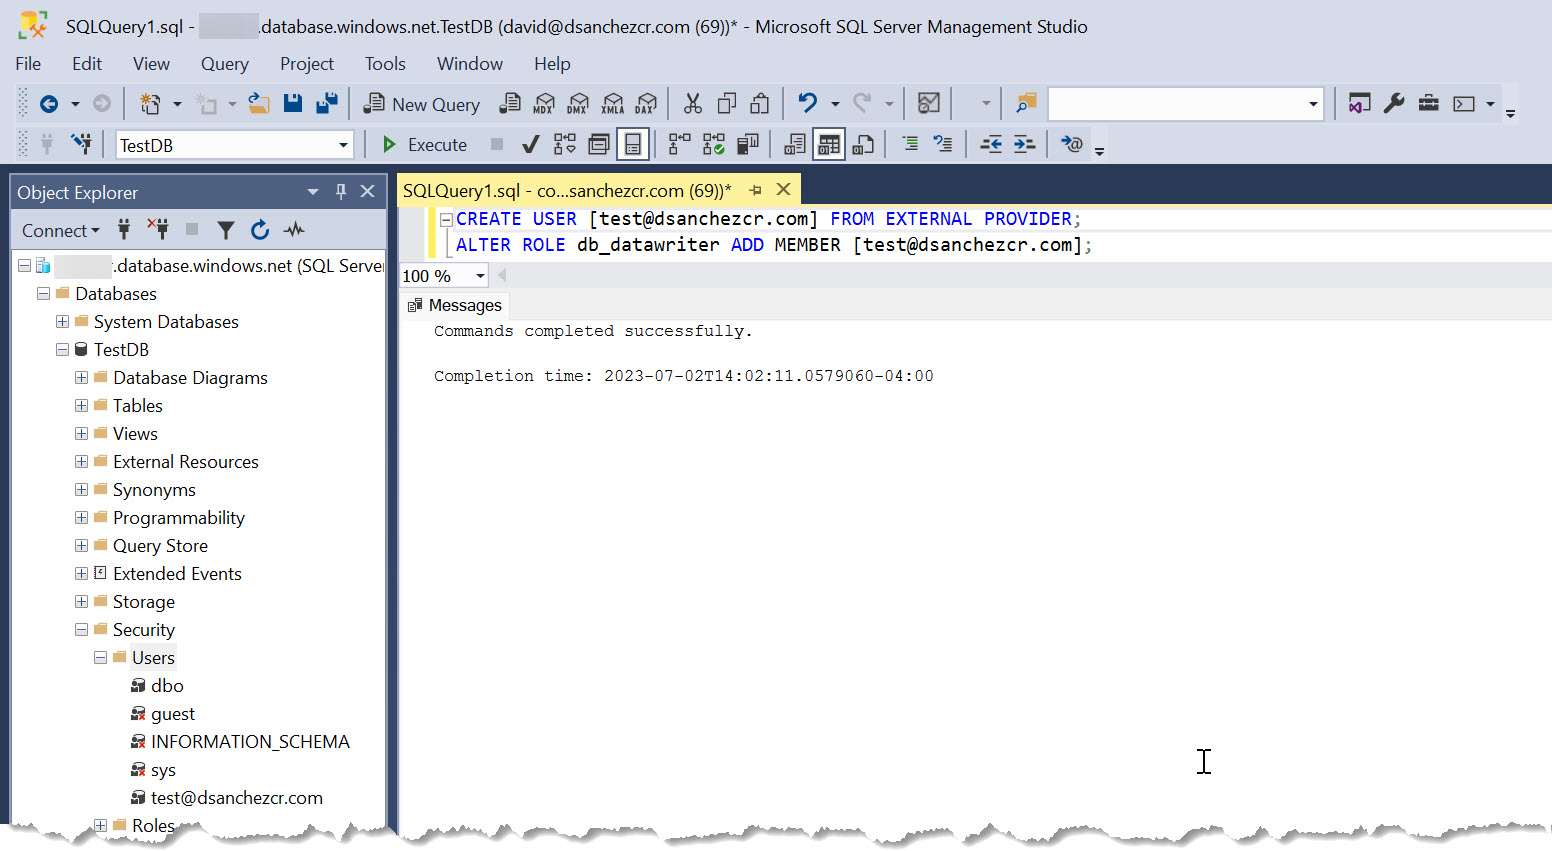 SQLQuery1.sql - .database.windows.net.TestDB (david@dsanchezcr.com (69))* - Microsoft SQL Server Management Studio
File Edit View Query Project Tools Window Help
New Query MDX DMX XMLA DAX
TestDB Execute
Object Explorer
Connect
.database.windows.net (SQL Server
Databases
System Databases
TestDB
Database Diagrams
Tables
Views
External Resources
Synonyms
Programmability
Query Store
Extended Events
Storage
Security
Users
dbo
guest
INFORMATION_SCHEMA
sys
test@dsanchezcr.com
Roles
SQLQuery1.sql - co...sanchezcr.com (69))*
CREATE USER [test@dsanchezcr.com] FROM EXTERNAL PROVIDER;
ALTER ROLE db_datawriter ADD MEMBER [test@dsanchezcr.com];
100 %
Messages
Commands completed successfully.
Completion time: 2023-07-02T14:02:11.0579060-04:00